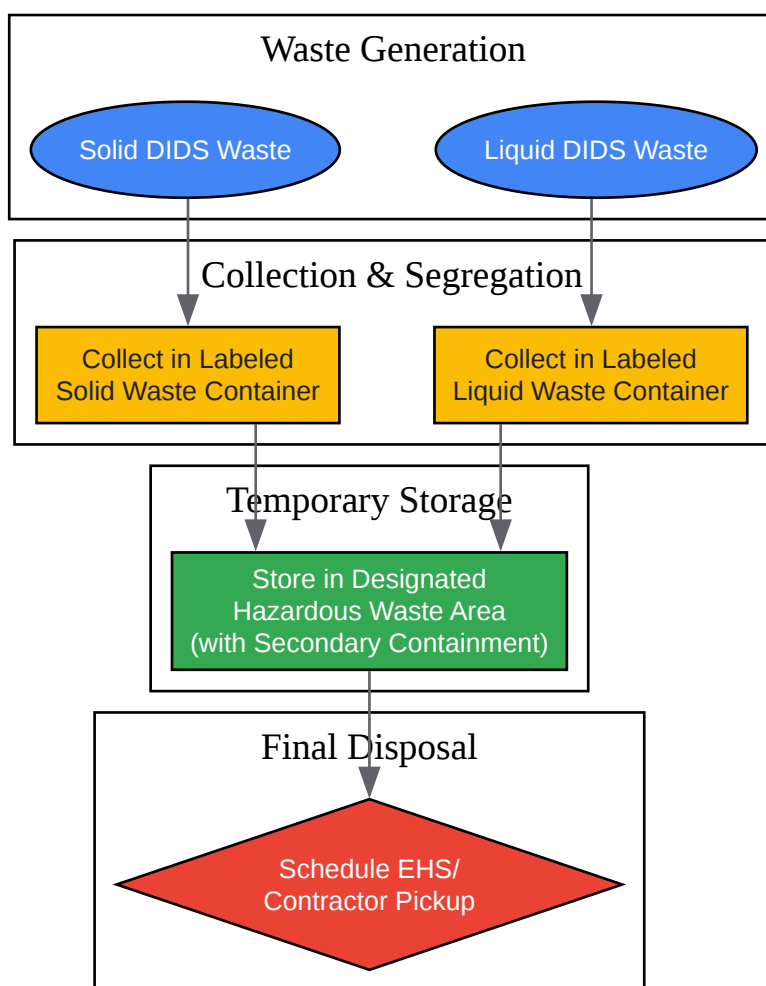 Waste Generation
Solid DIDS Waste
Liquid DIDS Waste
Collection & Segregation
Collect in Labeled
Solid Waste Container
Collect in Labeled
Liquid Waste Container
Temporary Storage
Store in Designated
Hazardous Waste Area
(with Secondary Containment)
Final Disposal
Schedule EHS/
Contractor Pickup